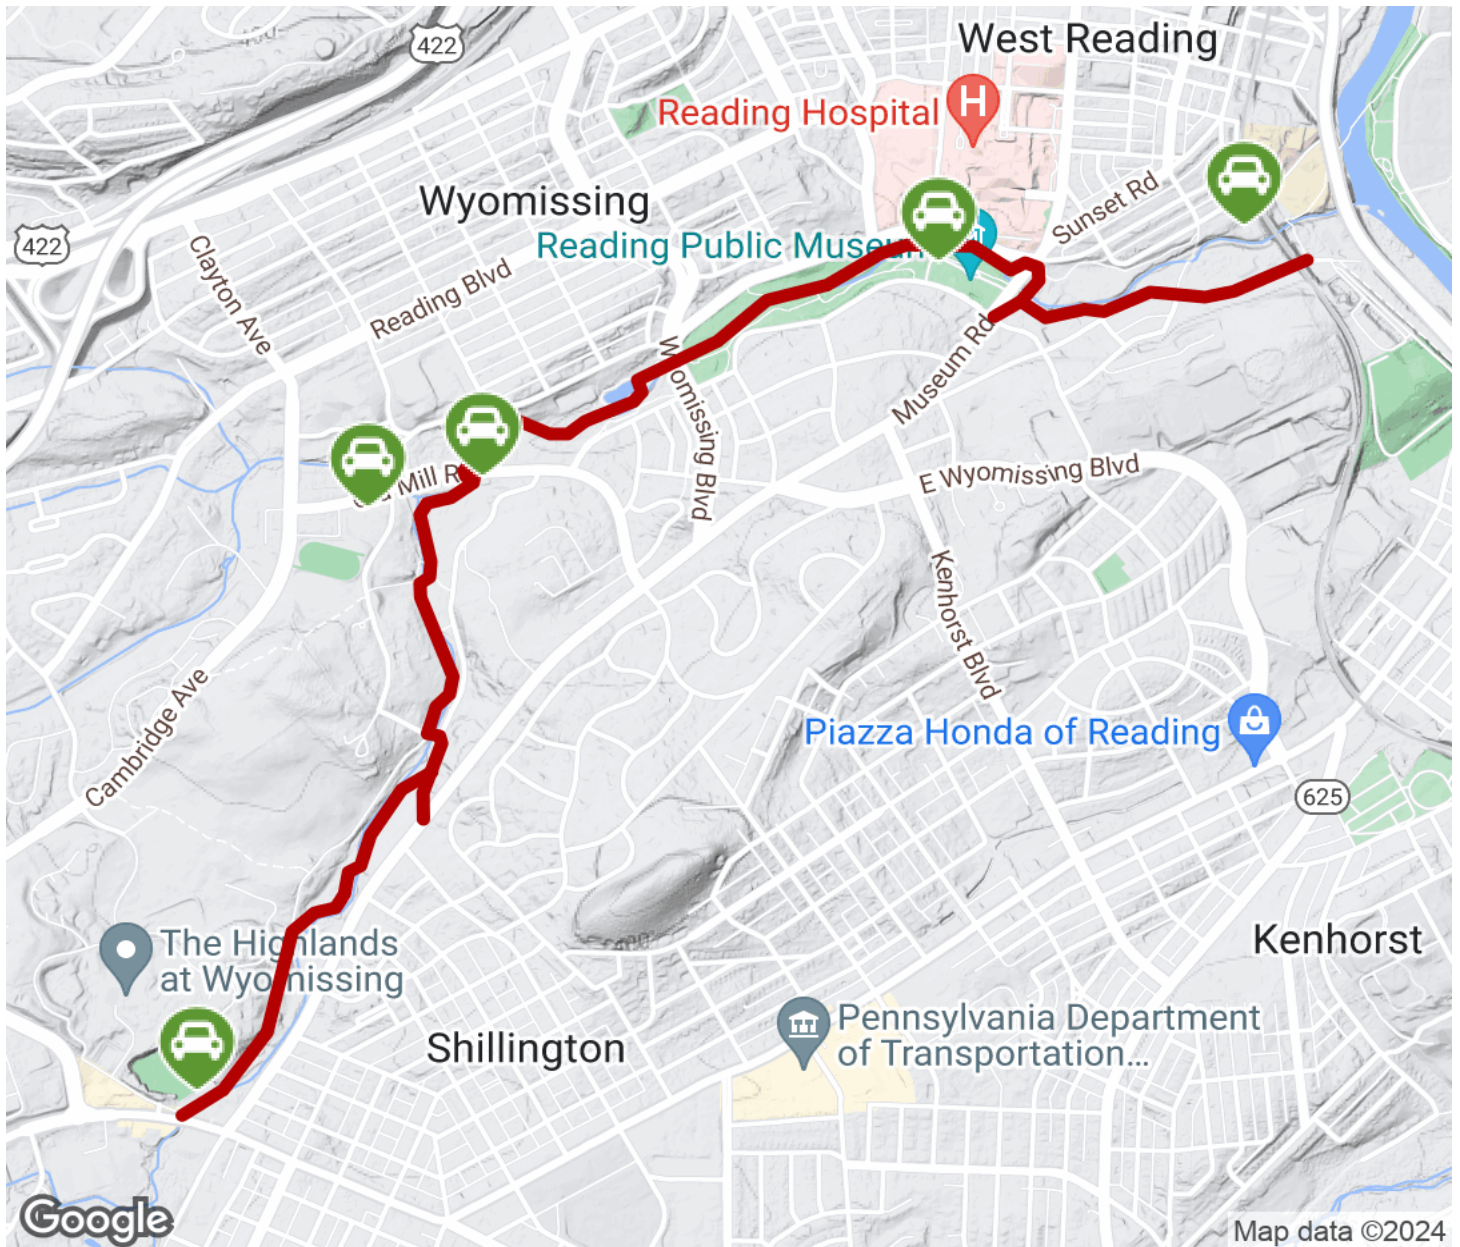 422
West Reading
Reading Hospital
H
Wyomissing
Sunset Rd
422
Reading Public Museum
Clayton Ave
Reading Blvd
Museum Rd
Wyomissing Blvd
Mill R
E Wyomissing Blvd
Kenhorst Blvd
Cambridge Ave
Piazza Honda of Reading
625
The Highlands
at Wyomissing
Kenhorst
Pennsylvania Department
of Transportation...
Shillington
Google
Map data ©2024